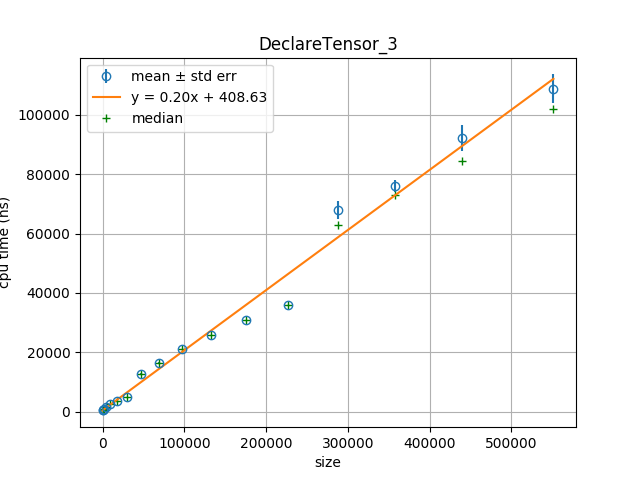 DeclareTensor_3
mean ± std err
y = 0.20x + 408.63
median
cpu time (ns)
100000
80000
60000
40000
20000
0
0 100000 200000 300000 400000 500000
size